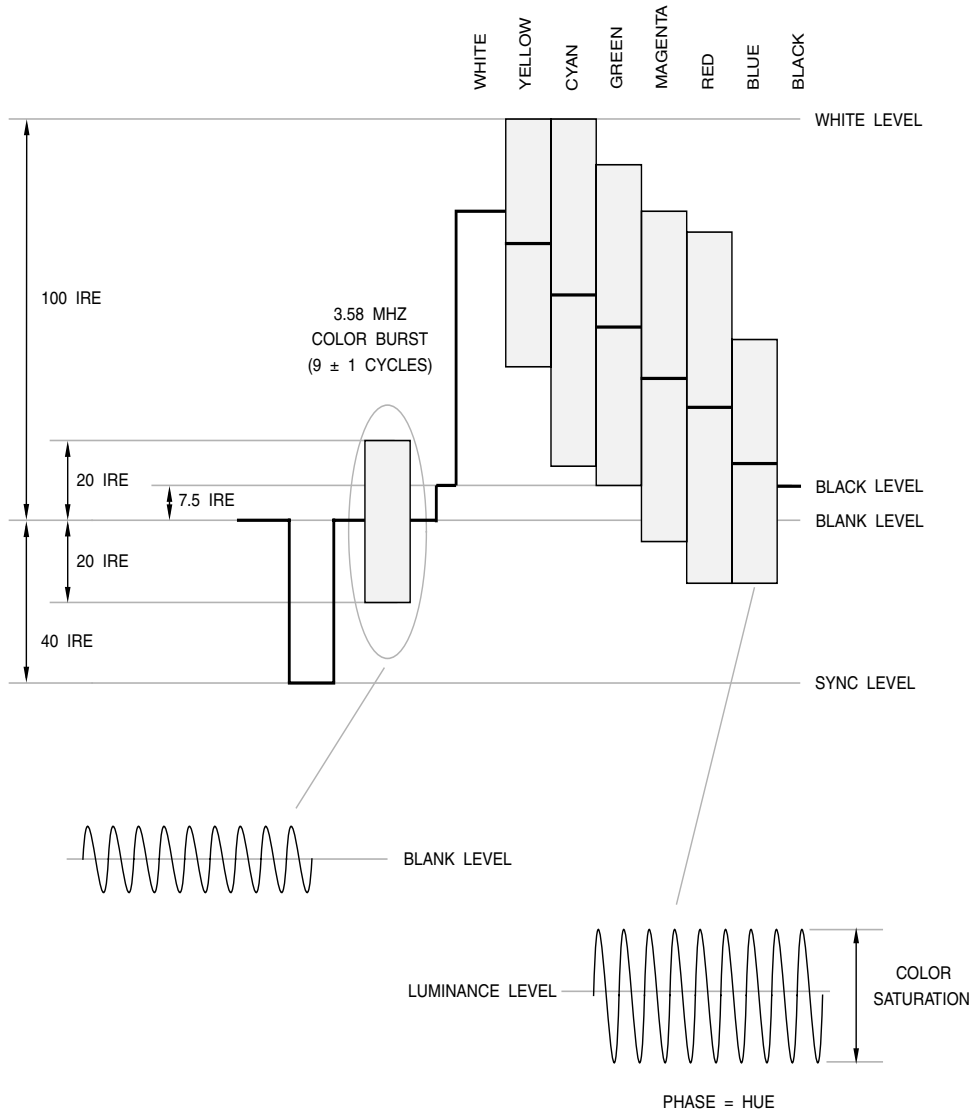 WHITE
YELLOW
CYAN
GREEN
MAGENTA
RED
BLUE
BLACK
WHITE LEVEL
100 IRE
3.58 MHZ
COLOR BURST
(9 ± 1 CYCLES)
20 IRE
7.5 IRE
BLACK LEVEL
BLANK LEVEL
20 IRE
40 IRE
SYNC LEVEL
BLANK LEVEL
LUMINANCE LEVEL
COLOR
SATURATION
PHASE = HUE